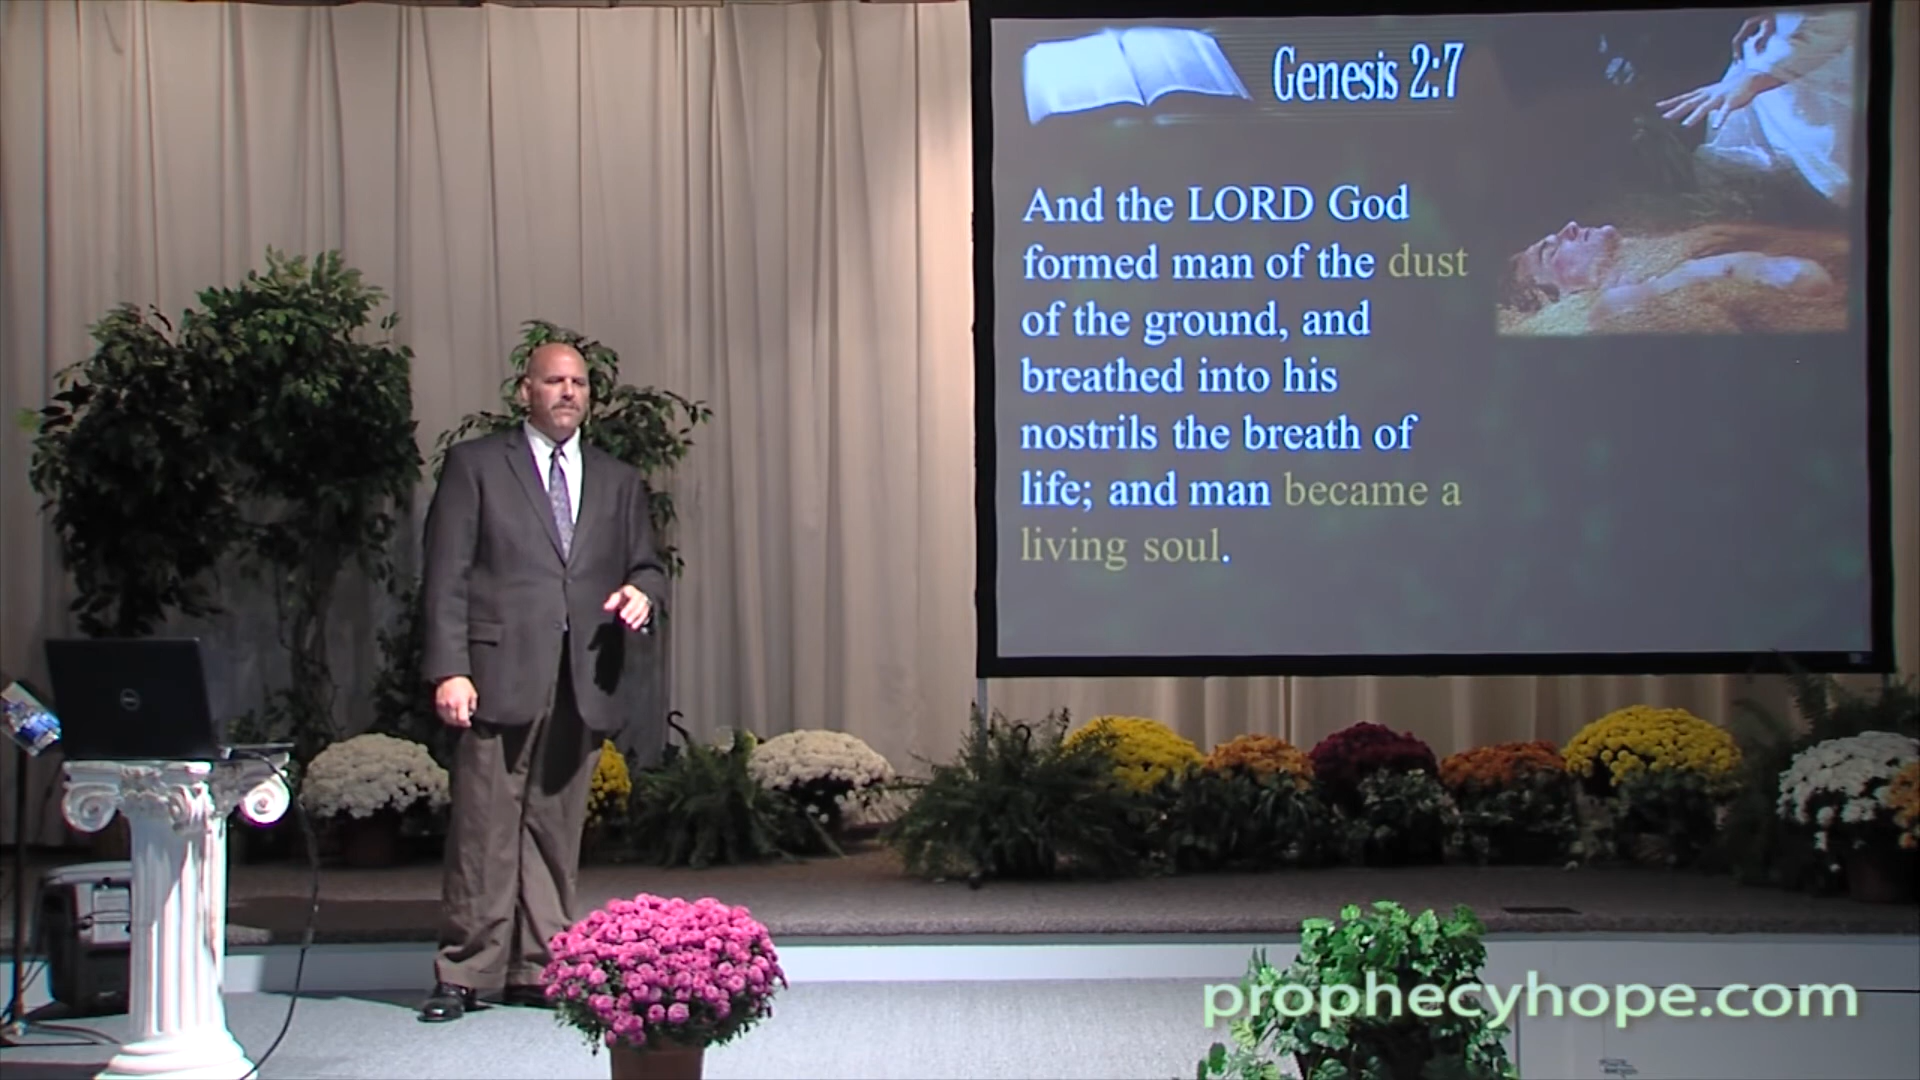 Genesis 2:7
And the LORD God
formed man of the dust
of the ground, and
breathed into his
nostrils the breath of
life; and man became a
living soul.
prophecyhope.com